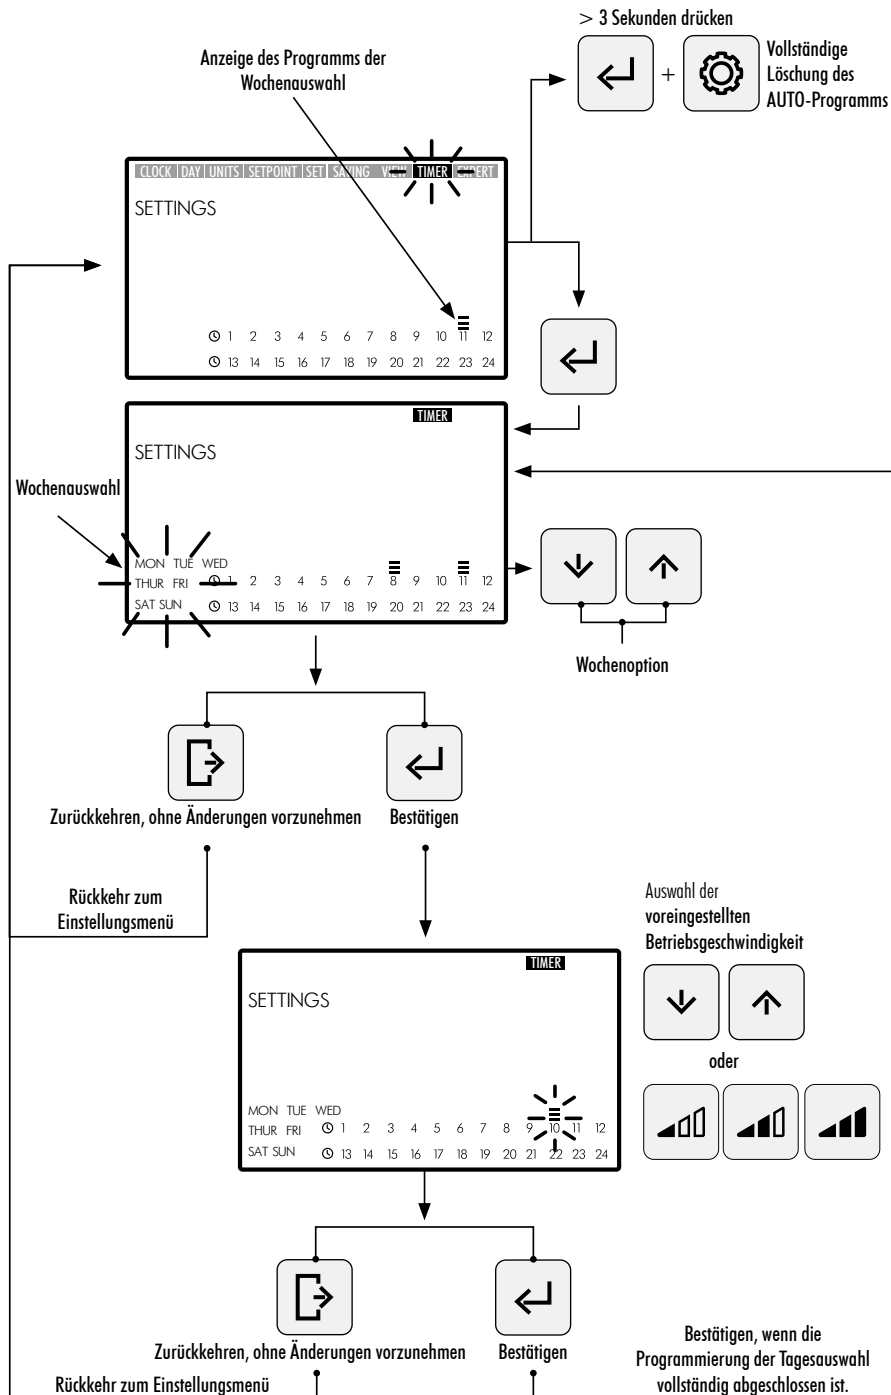 > 3 Sekunden drücken
Anzeige des Programms der
Wochenauswahl
+
Vollständige
Löschung des
AUTO-Programms
CLOCK DAY UNITS SETPOINT SET SAVING VIEW TIMER EXPERT
SETTINGS
1 2 3 4 5 6 7 8 9 10 11 12
13 14 15 16 17 18 19 20 21 22 23 24
TIMER
SETTINGS
Wochenauswahl
MON TUE WED
THUR FRI 1 2 3 4 5 6 7 8 9 10 11 12
SAT SUN 13 14 15 16 17 18 19 20 21 22 23 24
Wochenoption
Zurückkehren, ohne Änderungen vorzunehmen
Bestätigen
Rückkehr zum
Einstellungsmenü
Auswahl der
voreingestellten
Betriebsgeschwindigkeit
TIMER
SETTINGS
oder
MON TUE WED
THUR FRI 1 2 3 4 5 6 7 8 9 10 11 12
SAT SUN 13 14 15 16 17 18 19 20 21 22 23 24
Zurückkehren, ohne Änderungen vorzunehmen
Bestätigen
Bestätigen, wenn die
Programmierung der Tagesauswahl
vollständig abgeschlossen ist.
Rückkehr zum Einstellungsmenü